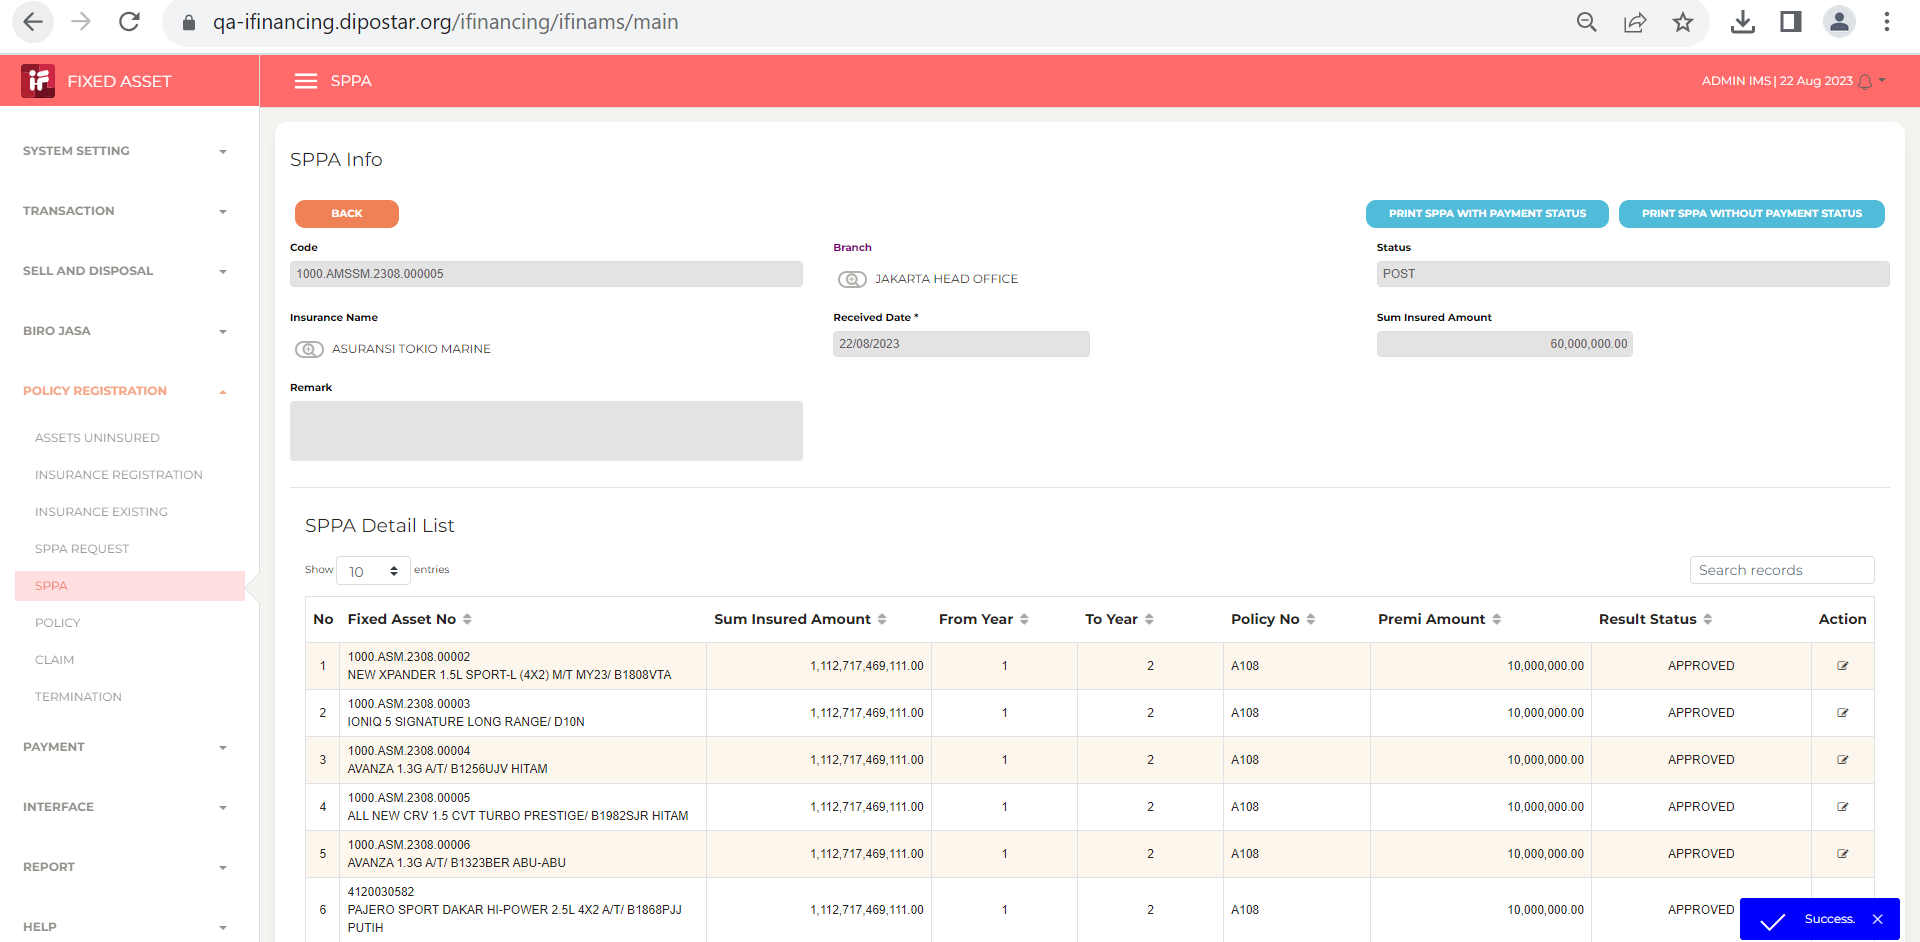 qa-ifinancing.dipostar.org/ifinancing/ifinams/main
iF FIXED ASSET
SPPA
ADMIN IMS | 22 Aug 2023
SYSTEM SETTING
TRANSACTION
SELL AND DISPOSAL
BIRO JASA
POLICY REGISTRATION
ASSETS UNINSURED
INSURANCE REGISTRATION
INSURANCE EXISTING
SPPA REQUEST
SPPA
POLICY
CLAIM
TERMINATION
PAYMENT
INTERFACE
REPORT
HELP
SPPA Info
BACK
PRINT SPPA WITH PAYMENT STATUS
PRINT SPPA WITHOUT PAYMENT STATUS
Code
1000.AMSSM.2308.000005
Branch
JAKARTA HEAD OFFICE
Status
POST
Insurance Name
ASURANSI TOKIO MARINE
Received Date *
22/08/2023
Sum Insured Amount
60,000,000.00
Remark
SPPA Detail List
Show 10 entries
Search records
No Fixed Asset No Sum Insured Amount From Year To Year Policy No Premi Amount Result Status Action
1 1000.ASM.2308.00002
NEW XPANDER 1.5L SPORT-L (4X2) M/T MY23/ B1808VTA 1,112,717,469,111.00 1 2 A108 10,000,000.00 APPROVED
2 1000.ASM.2308.00003
IONIQ 5 SIGNATURE LONG RANGE/ D10N 1,112,717,469,111.00 1 2 A108 10,000,000.00 APPROVED
3 1000.ASM.2308.00004
AVANZA 1.3G A/T/ B1256UJV HITAM 1,112,717,469,111.00 1 2 A108 10,000,000.00 APPROVED
4 1000.ASM.2308.00005
ALL NEW CRV 1.5 CVT TURBO PRESTIGE/ B1982SJR HITAM 1,112,717,469,111.00 1 2 A108 10,000,000.00 APPROVED
5 1000.ASM.2308.00006
AVANZA 1.3G A/T/ B1323BER ABU-ABU 1,112,717,469,111.00 1 2 A108 10,000,000.00 APPROVED
6 4120030582
PAJERO SPORT DAKAR HI-POWER 2.5L 4X2 A/T/ B1868PJJ
PUTIH 1,112,717,469,111.00 1 2 A108 10,000,000.00 APPROVED
Success.